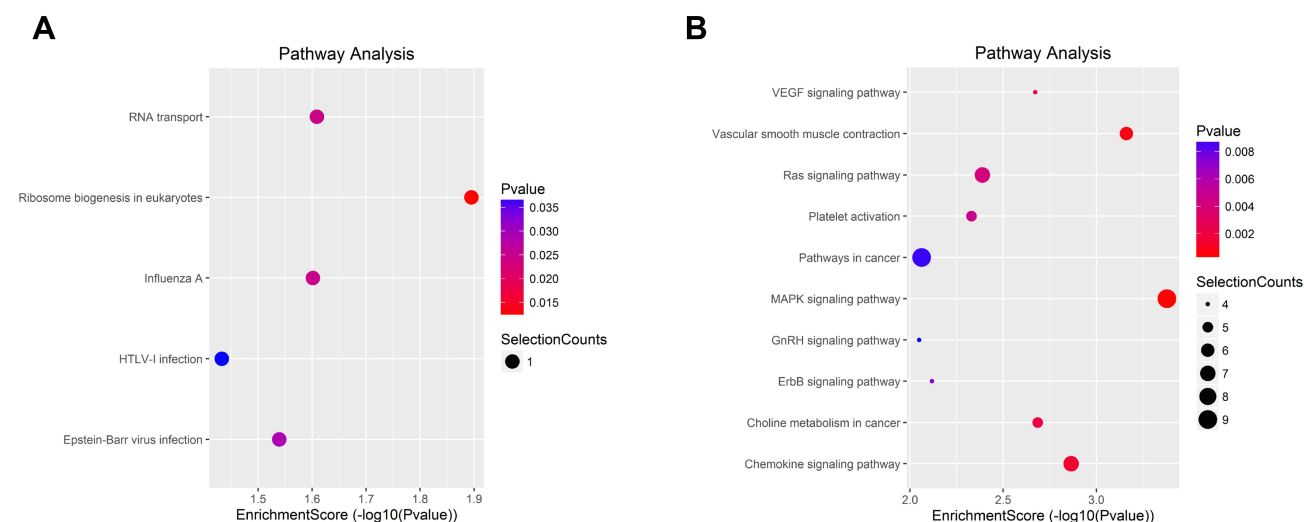 A
Pathway Analysis
RNA transport
Ribosome biogenesis in eukaryotes
Influenza A
HTLV-I infection
Epstein-Barr virus infection
1.5 1.6 1.7 1.8 1.9
EnrichmentScore (-log10(Pvalue))
Pvalue
0.035
0.030
0.025
0.020
0.015
SelectionCounts
1
B
Pathway Analysis
VEGF signaling pathway
Vascular smooth muscle contraction
Ras signaling pathway
Platelet activation
Pathways in cancer
MAPK signaling pathway
GnRH signaling pathway
ErbB signaling pathway
Choline metabolism in cancer
Chemokine signaling pathway
2.0 2.5 3.0
EnrichmentScore (-log10(Pvalue))
Pvalue
0.008
0.006
0.004
0.002
SelectionCounts
4
5
6
7
8
9